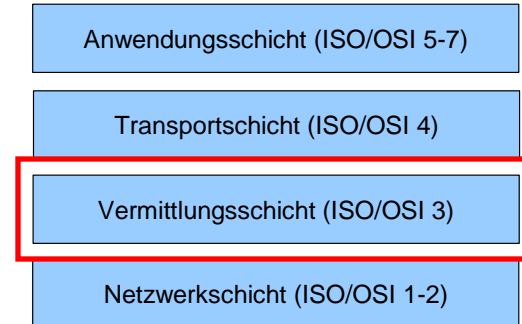 Anwendungsschicht (ISO/OSI 5-7)
Transportschicht (ISO/OSI 4)
Vermittlungsschicht (ISO/OSI 3)
Netzwerkschicht (ISO/OSI 1-2)